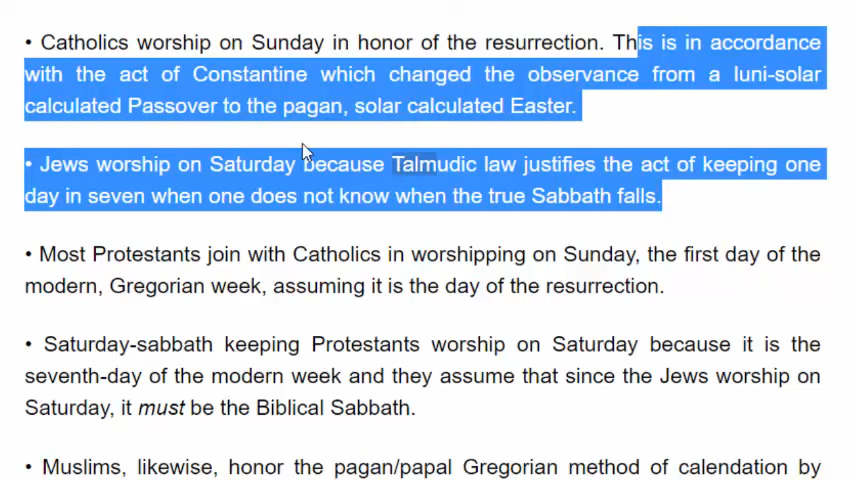 • Catholics worship on Sunday in honor of the resurrection. This is in accordance
with the act of Constantine which changed the observance from a luni-solar
calculated Passover to the pagan, solar calculated Easter.
• Jews worship on Saturday because Talmudic law justifies the act of keeping one
day in seven when one does not know when the true Sabbath falls.
• Most Protestants join with Catholics in worshipping on Sunday, the first day of the
modern, Gregorian week, assuming it is the day of the resurrection.
• Saturday-sabbath keeping Protestants worship on Saturday because it is the
seventh-day of the modern week and they assume that since the Jews worship on
Saturday, it must be the Biblical Sabbath.
• Muslims, likewise, honor the pagan/papal Gregorian method of calendation by